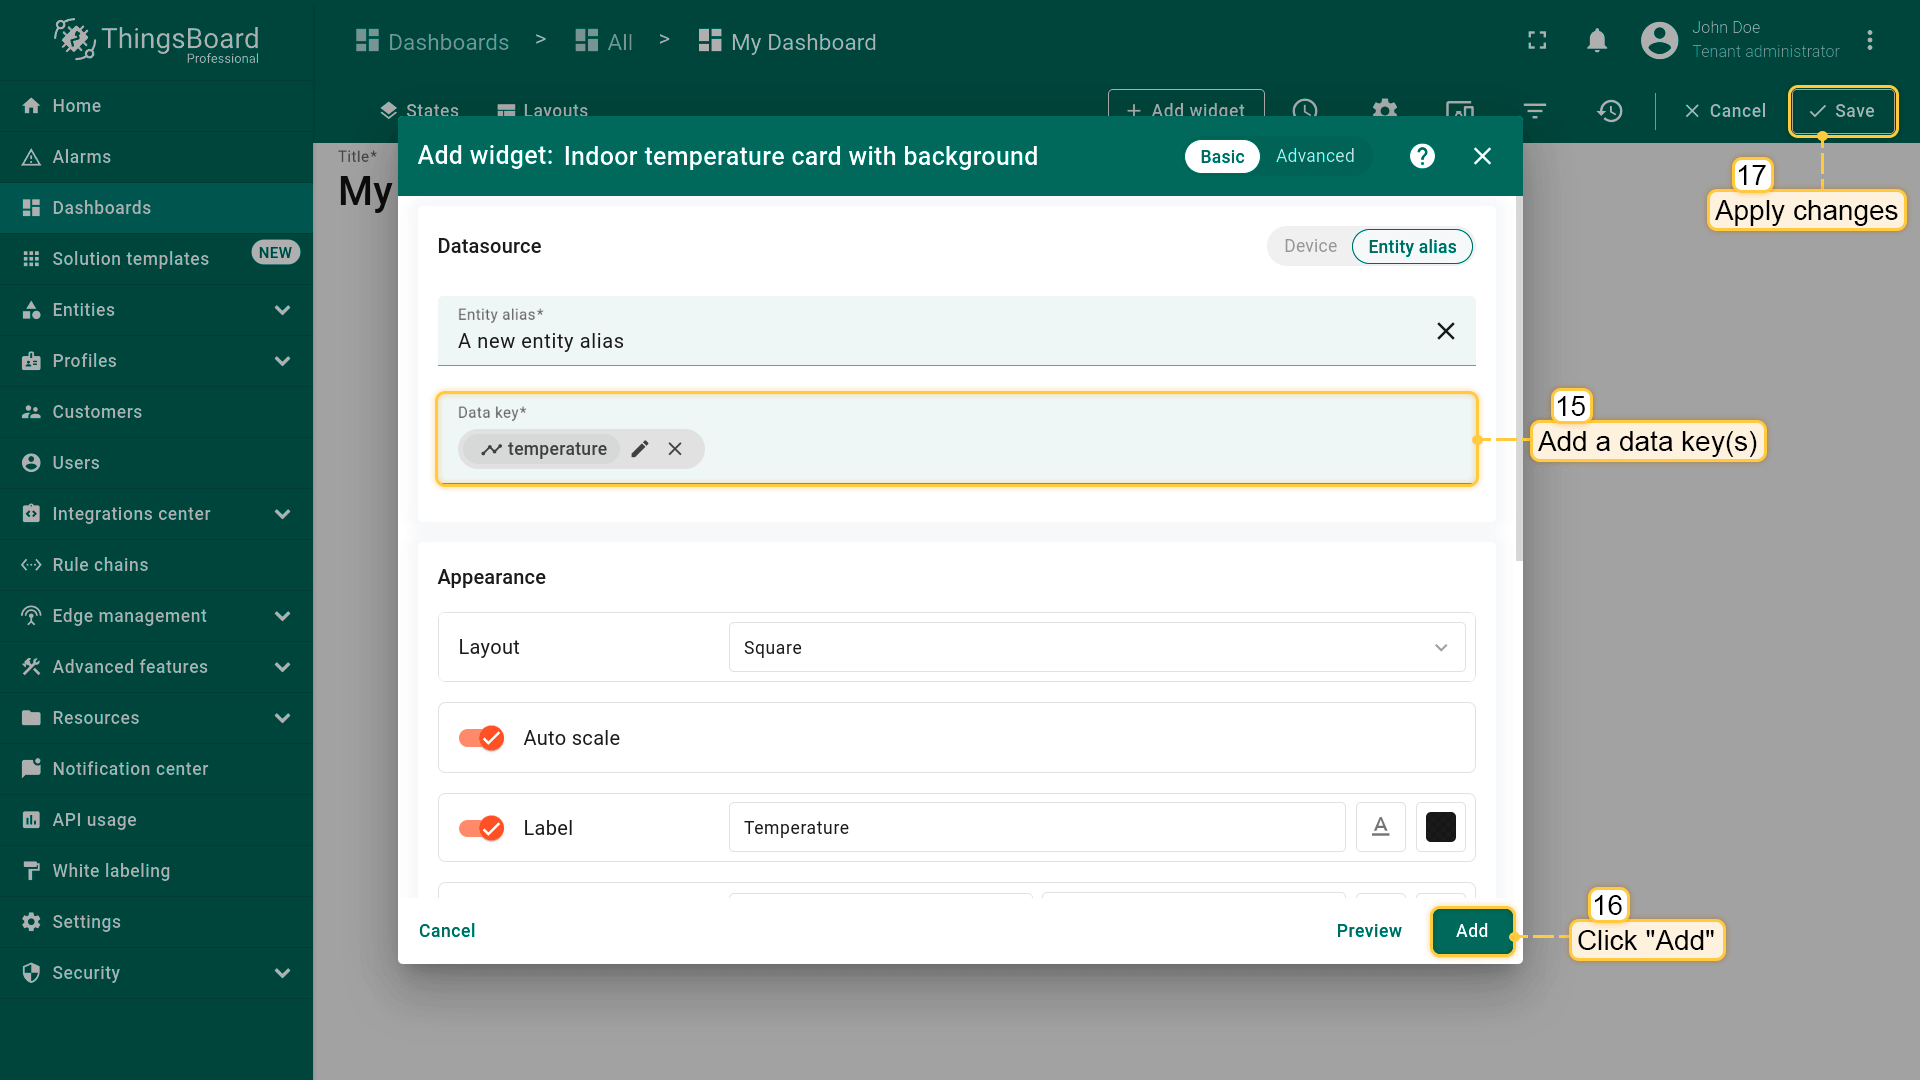 ThingsBoard
Professional
Dashboards > All > My Dashboard
John Doe
Tenant administrator
Home
Alarms
Dashboards
Solution templates NEW
Entities
Profiles
Customers
Users
Integrations center
Rule chains
Edge management
Advanced features
Resources
Notification center
API usage
White labeling
Settings
Security
States Layouts + Add widget Cancel Save
Title*
My
Add widget: Indoor temperature card with background
Basic Advanced
Datasource
Device Entity alias
Entity alias*
A new entity alias
Data key*
temperature
Appearance
Layout Square
Auto scale
Label Temperature
Cancel Preview Add
15
Add a data key(s)
16
Click "Add"
17
Apply changes